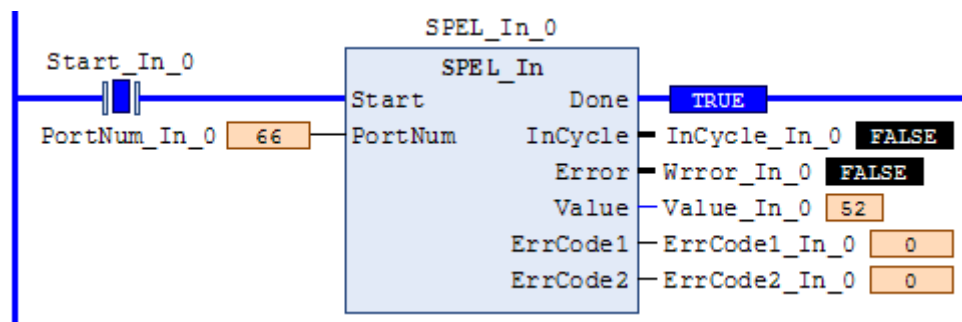 SPEL_In_0
Start_In_0 SPEL_In
Start Done TRUE
PortNum_In_0 66 PortNum InCycle InCycle_In_0 FALSE
Error Wrror_In_0 FALSE
Value Value_In_0 52
ErrCode1 ErrCode1_In_0 0
ErrCode2 ErrCode2_In_0 0